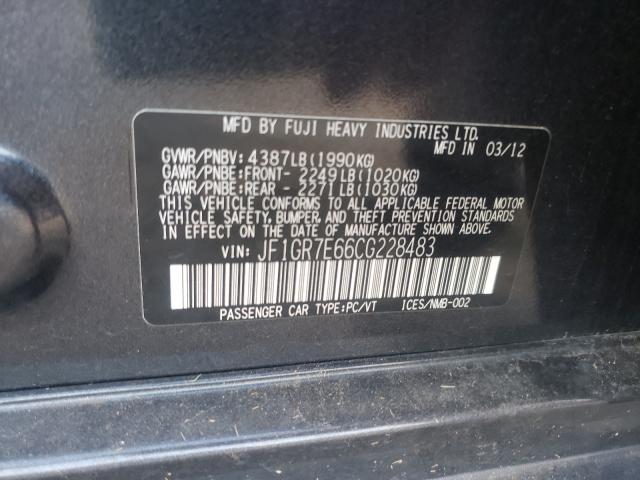 MFD BY FUJI HEAVY INDUSTRIES LTD.
MFD IN 03/12
GVWR/PNBV: 4387LB(1990KG)
GAWR/PNBE:FRONT- 2249LB(1020KG)
GAWR/PNBE:REAR - 2271LB(1030KG)
THIS VEHICLE CONFORMS TO ALL APPLICABLE FEDERAL MOTOR
VEHICLE SAFETY, BUMPER, AND THEFT PREVENTION STANDARDS
IN EFFECT ON THE DATE OF MANUFACTURE SHOWN ABOVE.
VIN: JF1GR7E66CG228483
PASSENGER CAR TYPE:PC/VT ICES/NMB-002